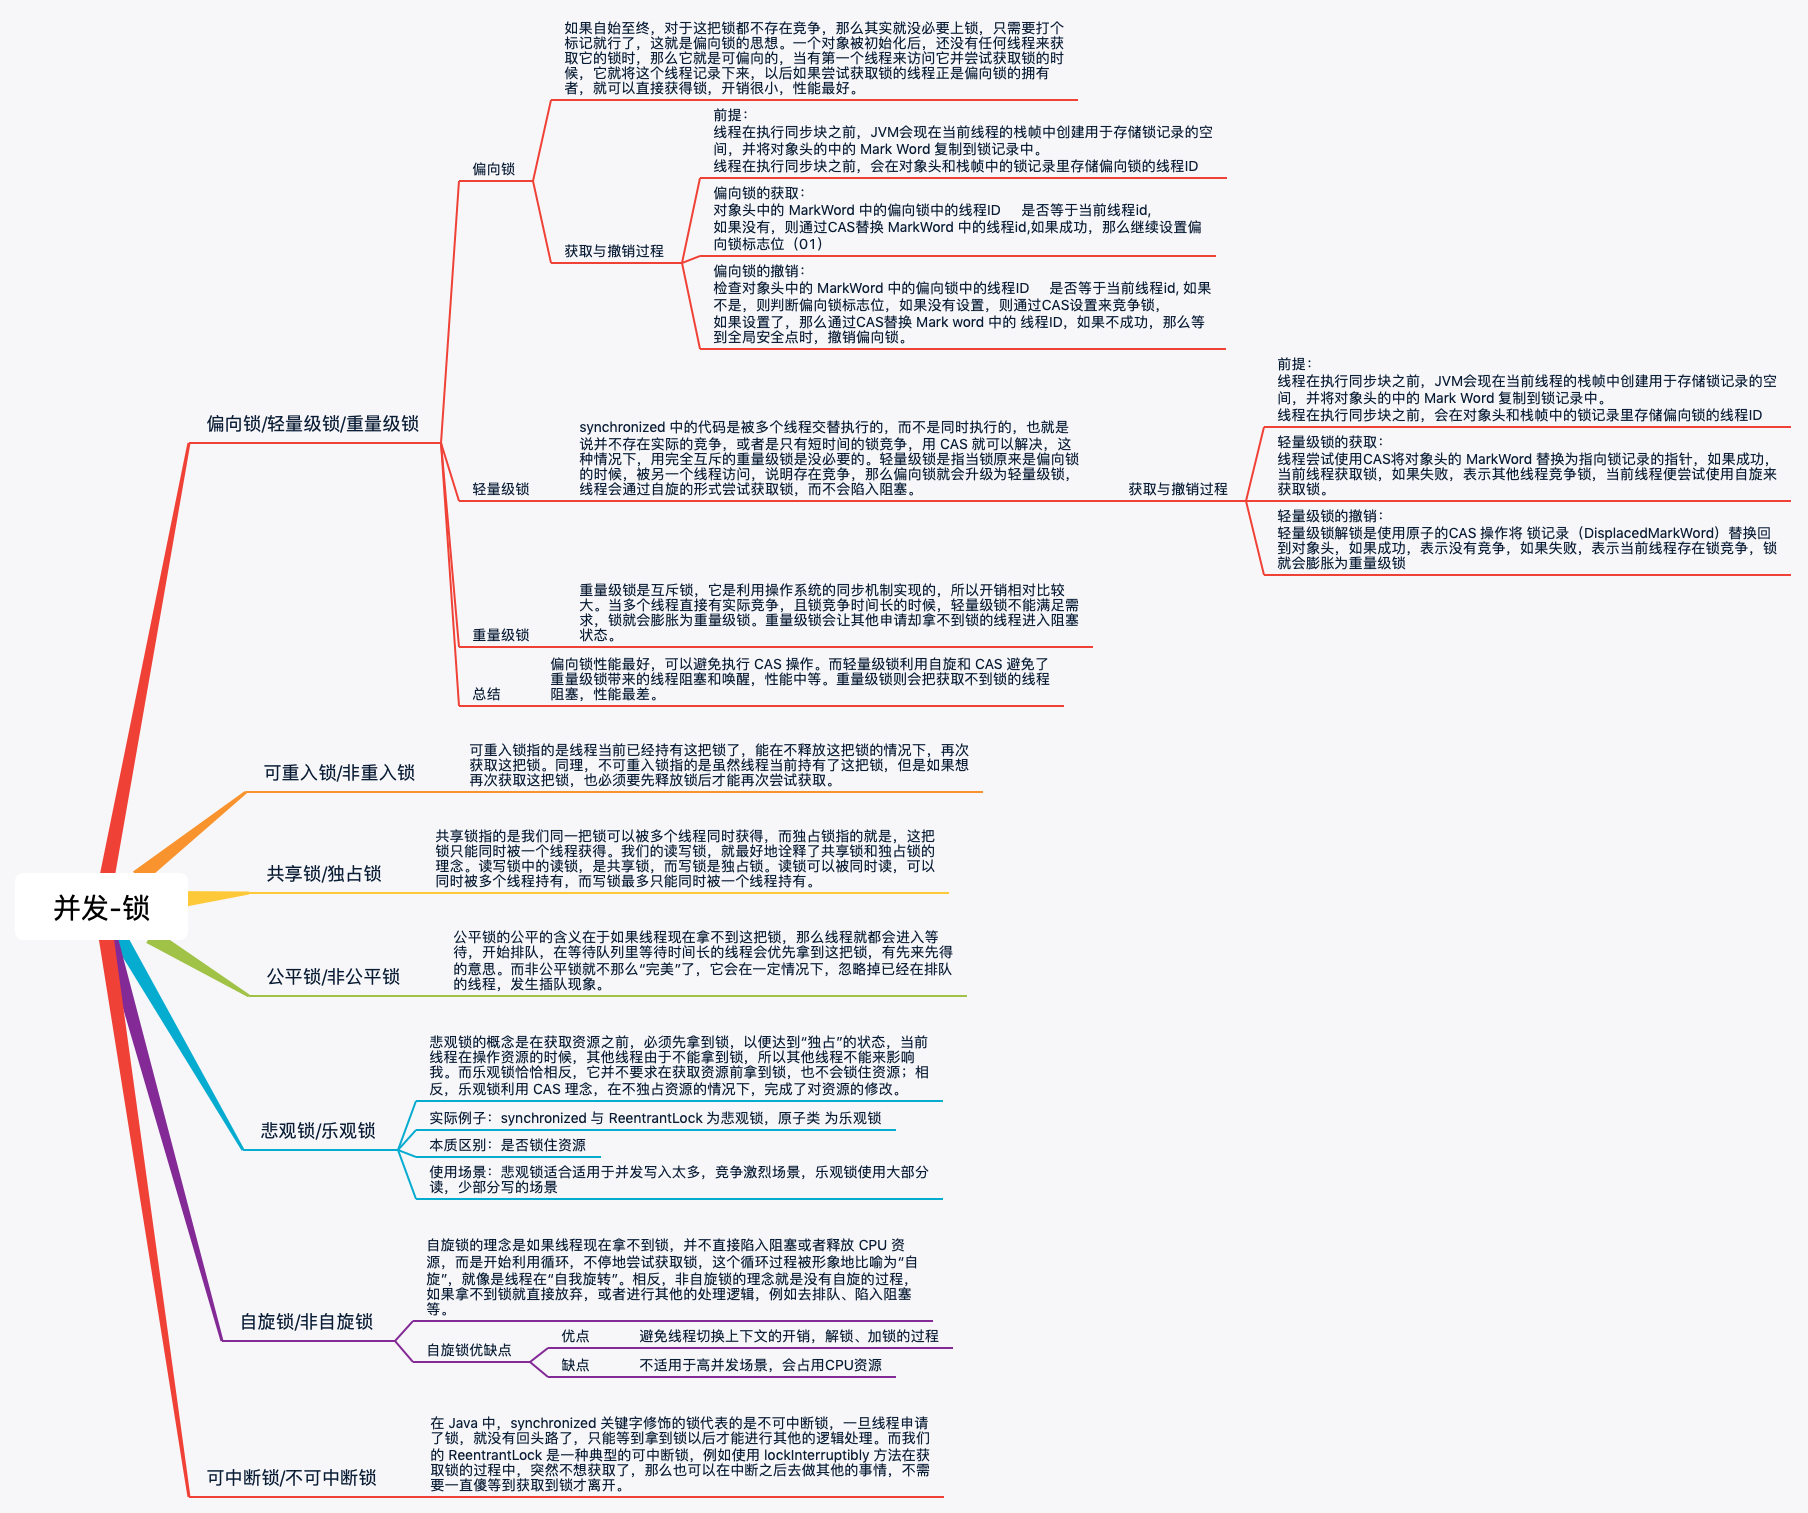 并发-锁
偏向锁/轻量级锁/重量级锁
偏向锁
如果自始至终，对于这把锁都不存在竞争，那么其实就没必要上锁，只需要打个
标记就行了，这就是偏向锁的思想。一个对象被初始化后，还没有任何线程来获
取它的锁时，那么它就是可偏向的，当有第一个线程来访问它并尝试获取锁的时
候，它就将这个线程记录下来，以后如果尝试获取锁的线程正是偏向锁的拥有
者，就可以直接获得锁，开销很小，性能最好。
获取与撤销过程
前提：
线程在执行同步块之前，JVM会现在当前线程的栈帧中创建用于存储锁记录的空
间，并将对象头的中的 Mark Word 复制到锁记录中。
线程在执行同步块之前，会在对象头和栈帧中的锁记录里存储偏向锁的线程ID
偏向锁的获取：
对象头中的 MarkWord 中的偏向锁中的线程ID 是否等于当前线程id,
如果没有，则通过CAS替换 MarkWord 中的线程id,如果成功，那么继续设置偏
向锁标志位（01）
偏向锁的撤销：
检查对象头中的 MarkWord 中的偏向锁中的线程ID 是否等于当前线程id, 如果
不是，则判断偏向锁标志位，如果没有设置，则通过CAS设置来竞争锁，
如果设置了，那么通过CAS替换 Mark word 中的 线程ID，如果不成功，那么等
到全局安全点时，撤销偏向锁。
轻量级锁
synchronized 中的代码是被多个线程交替执行的，而不是同时执行的，也就是
说并不存在实际的竞争，或者是只有短时间的锁竞争，用 CAS 就可以解决，这
种情况下，用完全互斥的重量级锁是没必要的。轻量级锁是指当锁原来是偏向锁
的时候，被另一个线程访问，说明存在竞争，那么偏向锁就会升级为轻量级锁，
线程会通过自旋的形式尝试获取锁，而不会陷入阻塞。
获取与撤销过程
前提：
线程在执行同步块之前，JVM会现在当前线程的栈帧中创建用于存储锁记录的空
间，并将对象头的中的 Mark Word 复制到锁记录中。
线程在执行同步块之前，会在对象头和栈帧中的锁记录里存储偏向锁的线程ID
轻量级锁的获取：
线程尝试使用CAS将对象头的 MarkWord 替换为指向锁记录的指针，如果成功，
当前线程获取锁，如果失败，表示其他线程竞争锁，当前线程便尝试使用自旋来
获取锁。
轻量级锁的撤销：
轻量级锁解锁是使用原子的CAS 操作将 锁记录（DisplacedMarkWord）替换回
到对象头，如果成功，表示没有竞争，如果失败，表示当前线程存在锁竞争，锁
就会膨胀为重量级锁
重量级锁
重量级锁是互斥锁，它是利用操作系统的同步机制实现的，所以开销相对比较
大。当多个线程直接有实际竞争，且锁竞争时间长的时候，轻量级锁不能满足需
求，锁就会膨胀为重量级锁。重量级锁会让其他申请却拿不到锁的线程进入阻塞
状态。
总结
偏向锁性能最好，可以避免执行 CAS 操作。而轻量级锁利用自旋和 CAS 避免了
重量级锁带来的线程阻塞和唤醒，性能中等。重量级锁则会把获取不到锁的线程
阻塞，性能最差。
可重入锁/非重入锁
可重入锁指的是线程当前已经持有这把锁了，能在不释放这把锁的情况下，再次
获取这把锁。同理，不可重入锁指的是虽然线程当前持有了这把锁，但是如果想
再次获取这把锁，也必须要先释放锁后才能再次尝试获取。
共享锁/独占锁
共享锁指的是我们同一把锁可以被多个线程同时获得，而独占锁指的就是，这把
锁只能同时被一个线程获得。我们的读写锁，就最好地诠释了共享锁和独占锁的
理念。读写锁中的读锁，是共享锁，而写锁是独占锁。读锁可以被同时读，可以
同时被多个线程持有，而写锁最多只能同时被一个线程持有。
公平锁/非公平锁
公平锁的公平的含义在于如果线程现在拿不到这把锁，那么线程就都会进入等
待，开始排队，在等待队列里等待时间长的线程会优先拿到这把锁，有先来先得
的意思。而非公平锁就不那么“完美”了，它会在一定情况下，忽略掉已经在排队
的线程，发生插队现象。
悲观锁/乐观锁
悲观锁的概念是在获取资源之前，必须先拿到锁，以便达到“独占”的状态，当前
线程在操作资源的时候，其他线程由于不能拿到锁，所以其他线程不能来影响
我。而乐观锁恰恰相反，它并不要求在获取资源前拿到锁，也不会锁住资源；相
反，乐观锁利用 CAS 理念，在不独占资源的情况下，完成了对资源的修改。
实际例子：synchronized 与 ReentrantLock 为悲观锁，原子类 为乐观锁
本质区别：是否锁住资源
使用场景：悲观锁适合适用于并发写入太多，竞争激烈场景，乐观锁使用大部分
读，少部分写的场景
自旋锁/非自旋锁
自旋锁的理念是如果线程现在拿不到锁，并不直接陷入阻塞或者释放 CPU 资
源，而是开始利用循环，不停地尝试获取锁，这个循环过程被形象地比喻为“自
旋”，就像是线程在“自我旋转”。相反，非自旋锁的理念就是没有自旋的过程，
如果拿不到锁就直接放弃，或者进行其他的处理逻辑，例如去排队、陷入阻塞
等。
自旋锁优缺点
优点 避免线程切换上下文的开销，解锁、加锁的过程
缺点 不适用于高并发场景，会占用CPU资源
可中断锁/不可中断锁
在 Java 中，synchronized 关键字修饰的锁代表的是不可中断锁，一旦线程申请
了锁，就没有回头路了，只能等到拿到锁以后才能进行其他的逻辑处理。而我们
的 ReentrantLock 是一种典型的可中断锁，例如使用 lockInterruptibly 方法在获
取锁的过程中，突然不想获取了，那么也可以在中断之后去做其他的事情，不需
要一直傻等到获取到锁才离开。